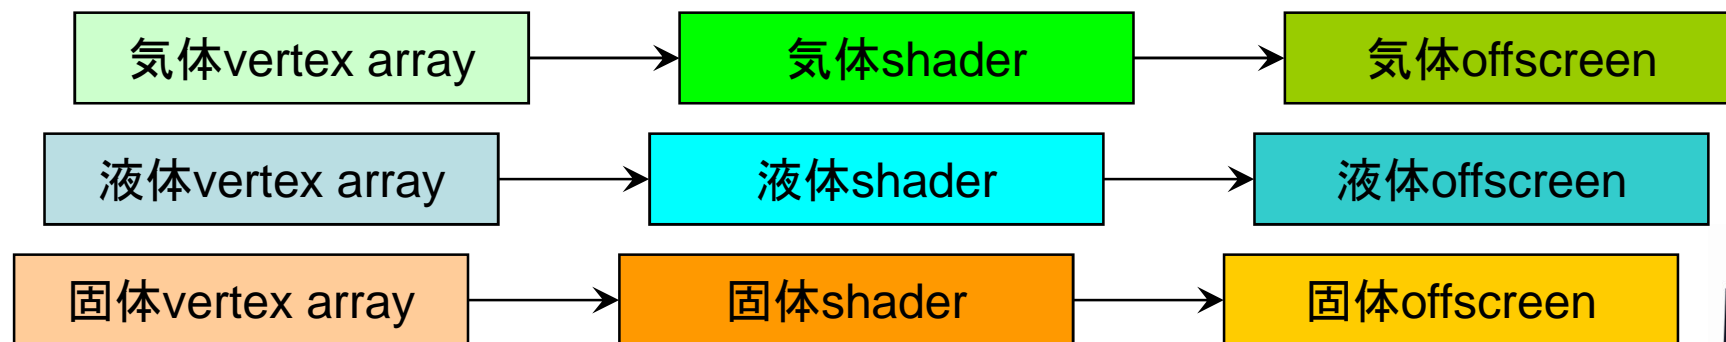 気体vertex array
気体shader
気体offscreen
液体vertex array
液体shader
液体offscreen
固体vertex array
固体shader
固体offscreen